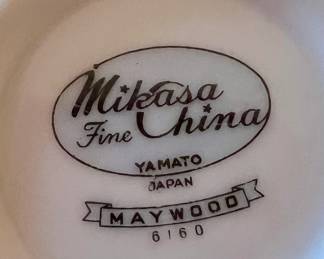 Mikasa
Fine China
YAMATO
JAPAN
MAYWOOD
6160